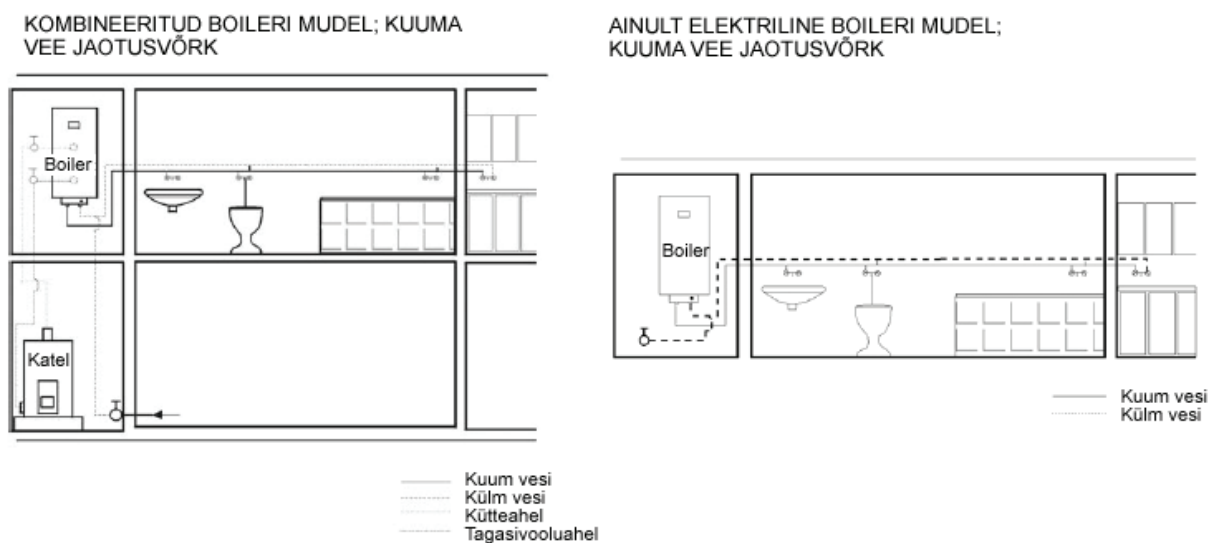 KOMBINEERITUD BOILERI MUDEL; KUUMA
VEE JAOTUSVÕRK
Boiler
Katel
Kuum vesi
Külm vesi
Kütteahel
Tagasivooluahel
AINULT ELEKTRILINE BOILERI MUDEL;
KUUMA VEE JAOTUSVÕRK
Boiler
Kuum vesi
Külm vesi